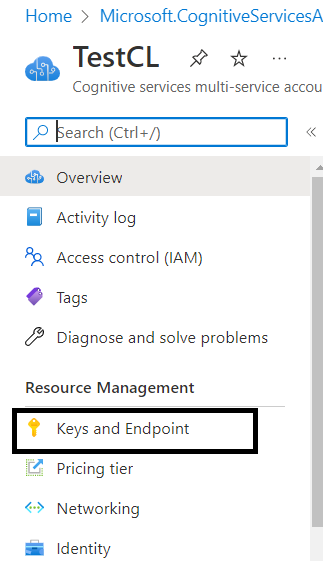 Home > Microsoft.CognitiveServicesA
TestCL
Cognitive services multi-service accou
Search (Ctrl+/)
Overview
Activity log
Access control (IAM)
Tags
Diagnose and solve problems
Resource Management
Keys and Endpoint
Pricing tier
Networking
Identity